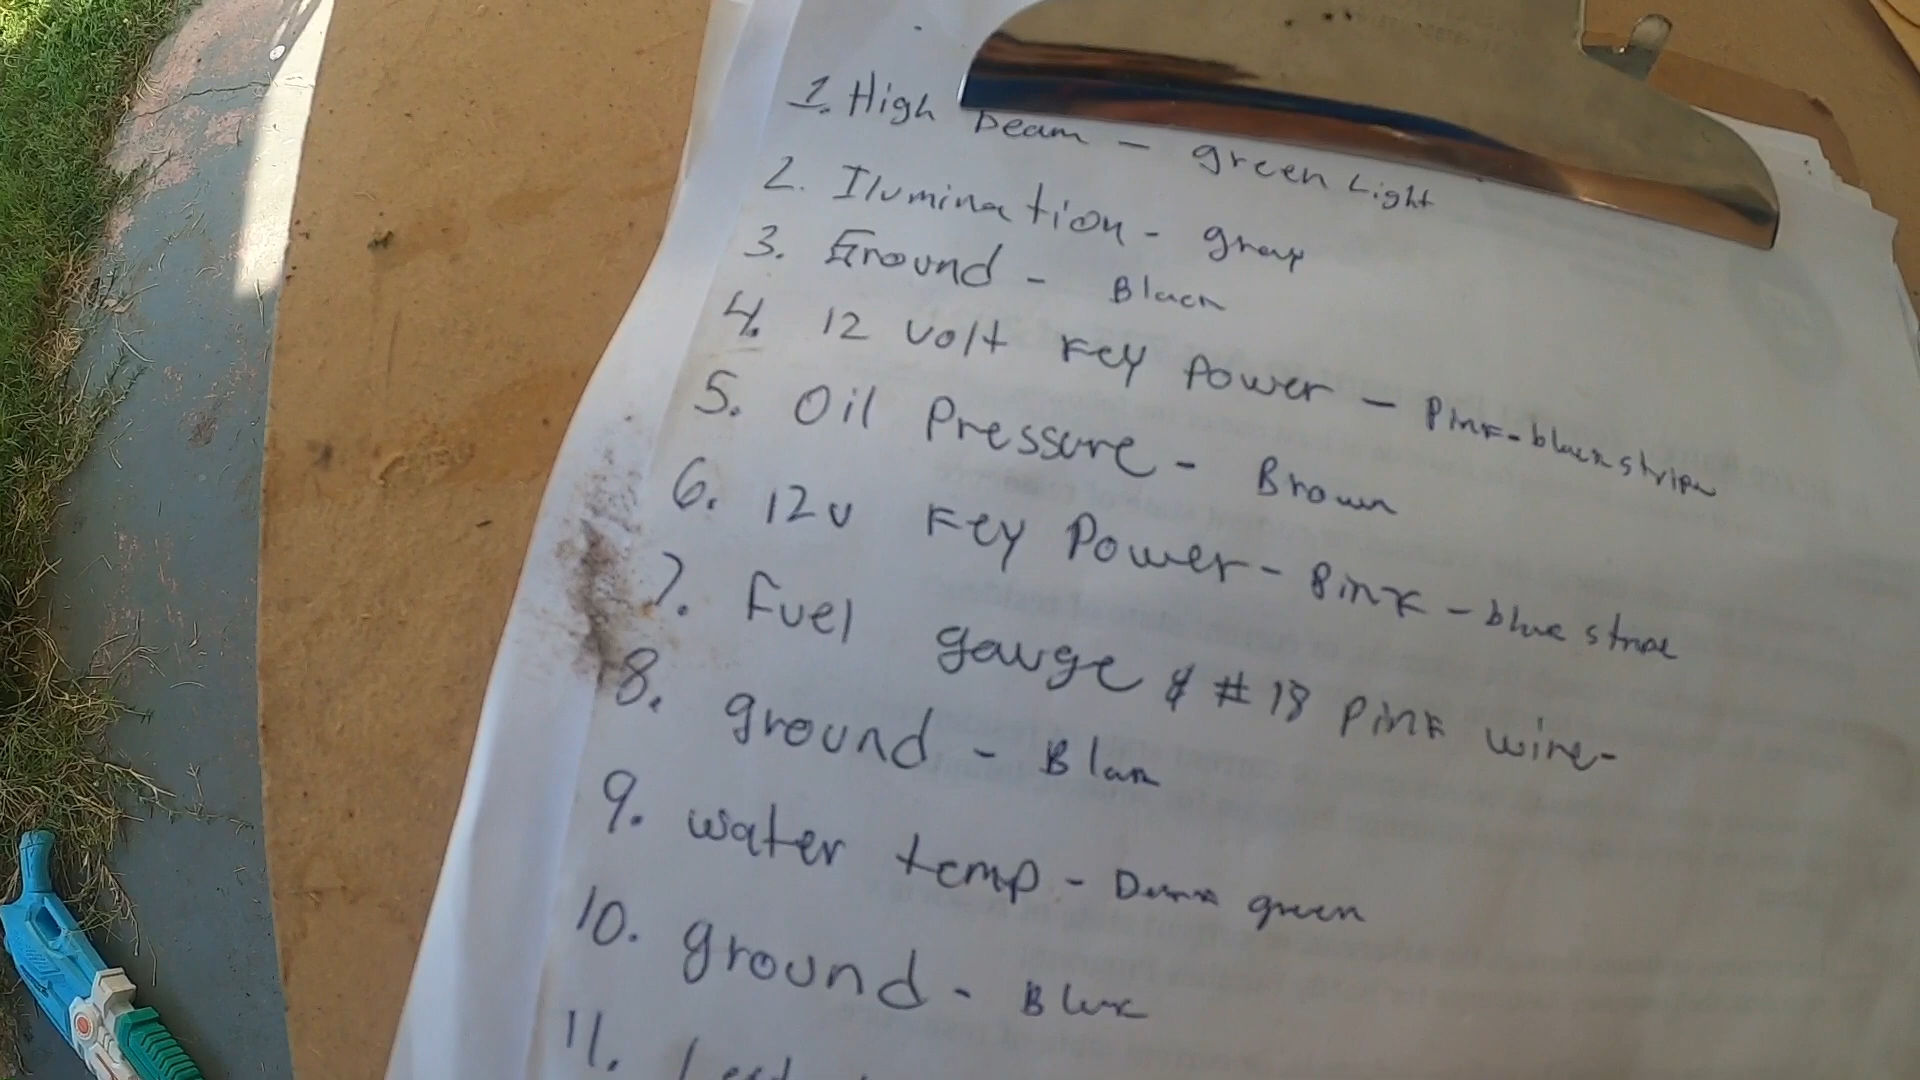 1. High beam - green Light
2. Ilumination - gray
3. Ground - Black
4. 12 volt Key Power - Pink - black stripe
5. Oil Pressure - Brown
6. 12v Key Power - Pink - blue stripe
7. Fuel gauge & #18 pink wire -
8. ground - Black
9. water temp - Dark green
10. ground - Black
11.